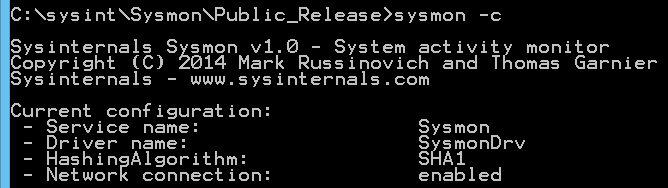 C:\sysint\Sysmon\Public_Release>sysmon -c
Sysinternals Sysmon v1.0 - System activity monitor
Copyright (C) 2014 Mark Russinovich and Thomas Garnier
Sysinternals - www.sysinternals.com
Current configuration:
- Service name: Sysmon
- Driver name: SysmonDrv
- HashingAlgorithm: SHA1
- Network connection: enabled